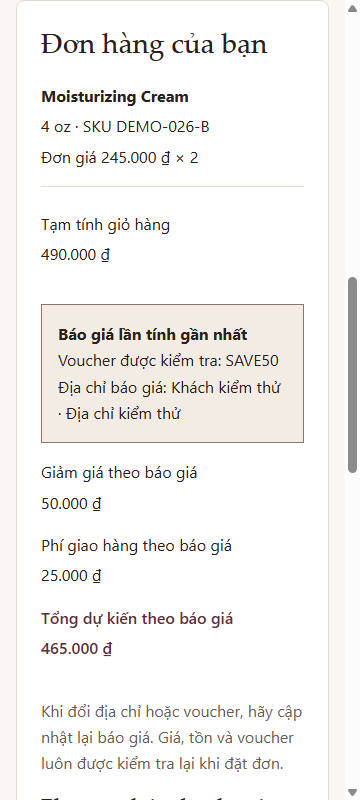 Đơn hàng của bạn
Moisturizing Cream
4 oz · SKU DEMO-026-B
Đơn giá 245.000 ₫ × 2
Tạm tính giỏ hàng
490.000 ₫
Báo giá lần tính gần nhất
Voucher được kiểm tra: SAVE50
Địa chỉ báo giá: Khách kiểm thử
· Địa chỉ kiểm thử
Giảm giá theo báo giá
50.000 ₫
Phí giao hàng theo báo giá
25.000 ₫
Tổng dự kiến theo báo giá
465.000 ₫
Khi đổi địa chỉ hoặc voucher, hãy cập
nhật lại báo giá. Giá, tồn và voucher
luôn được kiểm tra lại khi đặt đơn.